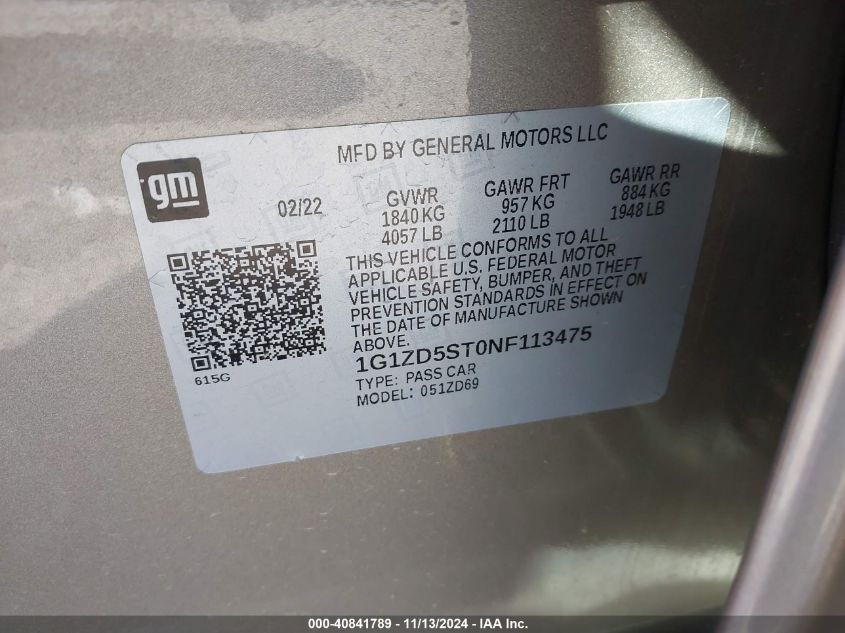 MFD BY GENERAL MOTORS LLC
gm
02/22
GVWR
1840 KG
4057 LB
GAWR FRT
957 KG
2110 LB
GAWR RR
884 KG
1948 LB
THIS VEHICLE CONFORMS TO ALL
APPLICABLE U.S. FEDERAL MOTOR
VEHICLE SAFETY, BUMPER, AND THEFT
PREVENTION STANDARDS IN EFFECT ON
THE DATE OF MANUFACTURE SHOWN
ABOVE.
1G1ZD5ST0NF113475
TYPE: PASS CAR
MODEL: 051ZD69
615G
000-40841789 - 11/13/2024 - IAA Inc.